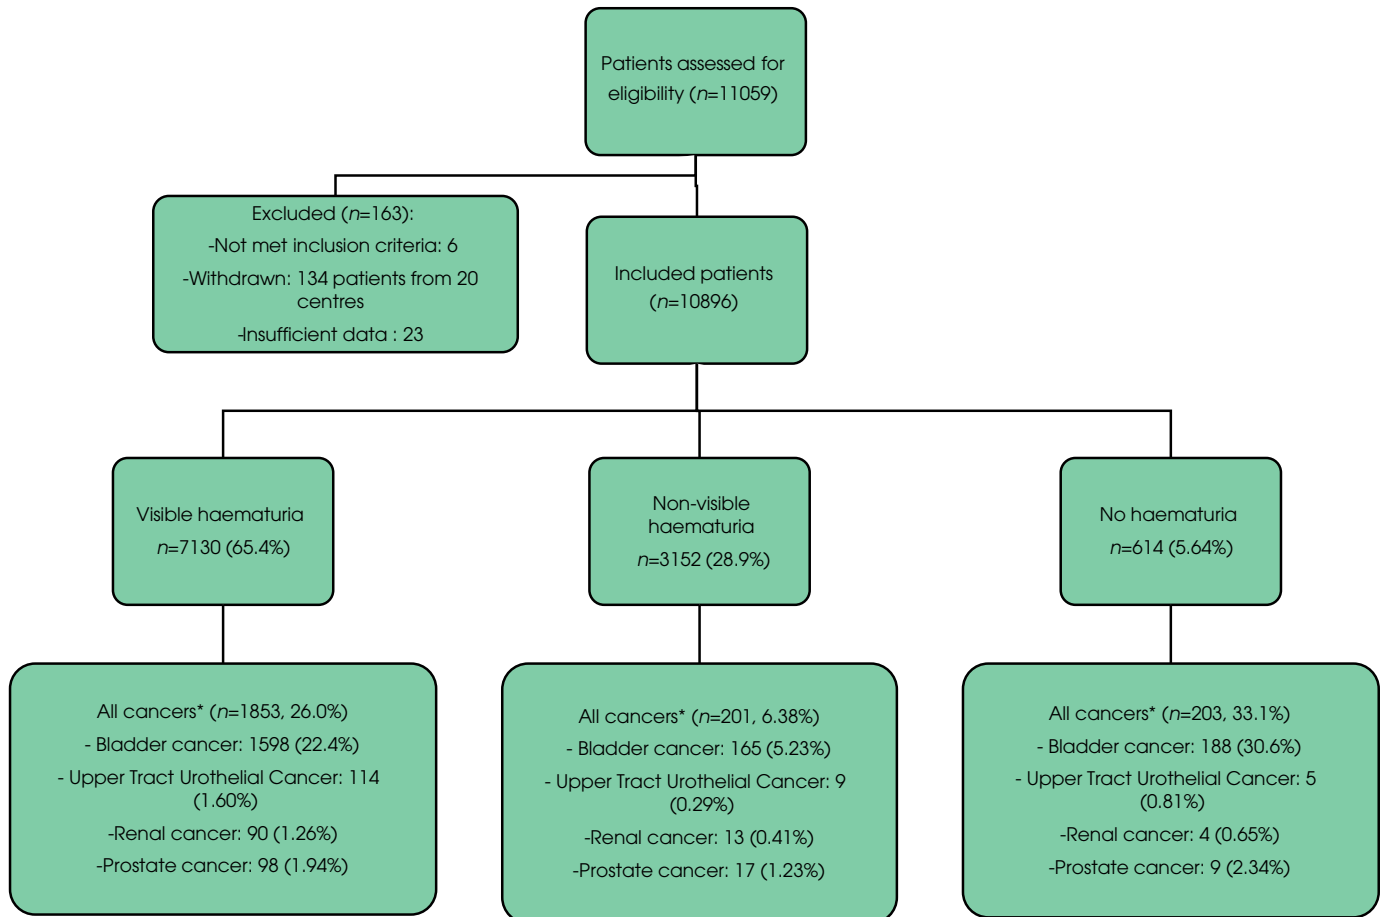 Patients assessed for
eligibility (n=11059)
Excluded (n=163):
-Not met inclusion criteria: 6
-Withdrawn: 134 patients from 20
centres
-Insufficient data : 23
Included patients
(n=10896)
Visible haematuria
n=7130 (65.4%)
Non-visible
haematuria
n=3152 (28.9%)
No haematuria
n=614 (5.64%)
All cancers* (n=1853, 26.0%)
- Bladder cancer: 1598 (22.4%)
- Upper Tract Urothelial Cancer: 114
(1.60%)
-Renal cancer: 90 (1.26%)
-Prostate cancer: 98 (1.94%)
All cancers* (n=201, 6.38%)
- Bladder cancer: 165 (5.23%)
- Upper Tract Urothelial Cancer: 9
(0.29%)
-Renal cancer: 13 (0.41%)
-Prostate cancer: 17 (1.23%)
All cancers* (n=203, 33.1%)
- Bladder cancer: 188 (30.6%)
- Upper Tract Urothelial Cancer: 5
(0.81%)
-Renal cancer: 4 (0.65%)
-Prostate cancer: 9 (2.34%)